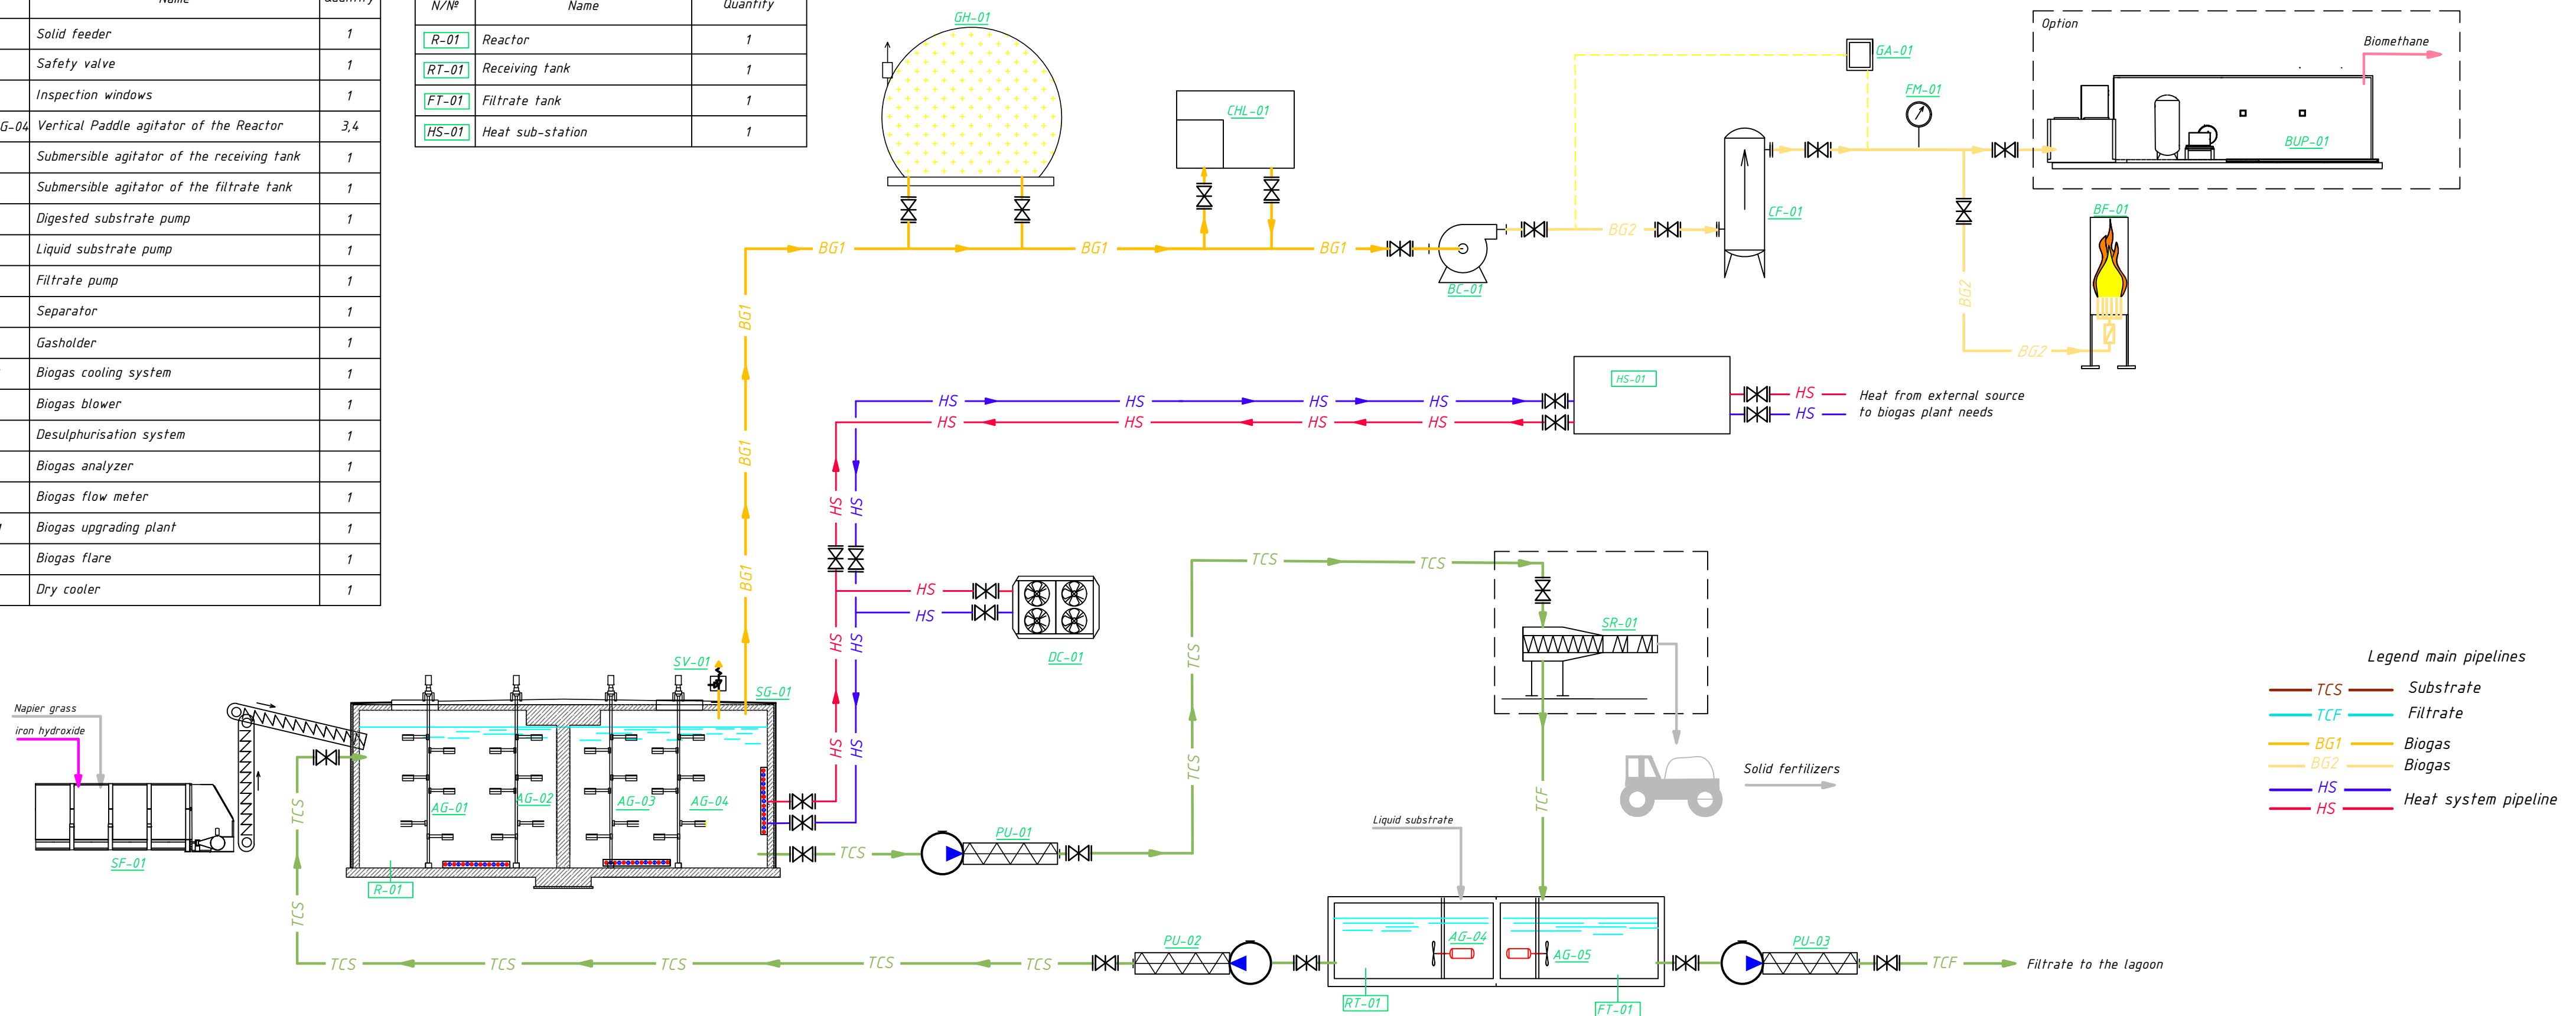 Name Quantity
Solid feeder 1
Safety valve 1
Inspection windows 1
G-04 Vertical Paddle agitator of the Reactor 3,4
Submersible agitator of the receiving tank 1
Submersible agitator of the filtrate tank 1
Digested substrate pump 1
Liquid substrate pump 1
Filtrate pump 1
Separator 1
Gasholder 1
Biogas cooling system 1
Biogas blower 1
Desulphurisation system 1
Biogas analyzer 1
Biogas flow meter 1
Biogas upgrading plant 1
Biogas flare 1
Dry cooler 1
N/№ Name Quantity
R-01 Reactor 1
RT-01 Receiving tank 1
FT-01 Filtrate tank 1
HS-01 Heat sub-station 1
GH-01
CHL-01
BG1 BG1 BG1
BG1
BG1
BG1
BC-01
BG2
CF-01
GA-01
FM-01
Option
Biomethane
BUP-01
BF-01
BG2
BG2
HS HS HS HS
HS HS HS HS
HS-01
HS
HS
Heat from external source
to biogas plant needs
HS HS
HS
HS
HS HS
HS HS
DC-01
TCS TCS
TCS
TCS
SR-01
SV-01
SG-01
Napier grass
iron hydroxide
SF-01
AG-01
AG-02
AG-03
AG-04
R-01
TCS
TCS
TCS
PU-01
TCF
Solid fertilizers
Liquid substrate
AG-04
AG-05
RT-01
FT-01
PU-02
PU-03
TCS TCS TCS TCS TCS
TCF
Filtrate to the lagoon
Legend main pipelines
TCS Substrate
TCF Filtrate
BG1 Biogas
BG2 Biogas
HS
HS
Heat system pipeline